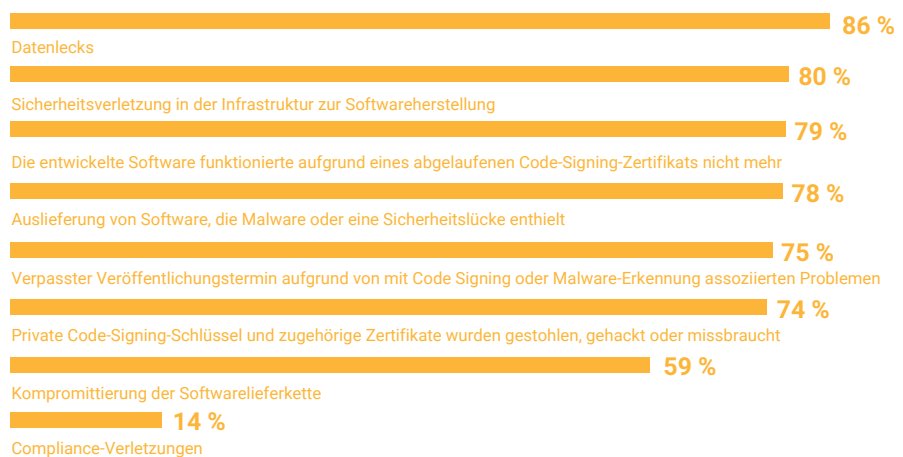 86 %
Datenlecks
80 %
Sicherheitsverletzung in der Infrastruktur zur Softwareherstellung
79 %
Die entwickelte Software funktionierte aufgrund eines abgelaufenen Code-Signing-Zertifikats nicht mehr
78 %
Auslieferung von Software, die Malware oder eine Sicherheitslücke enthielt
75 %
Verpasster Veröffentlichungstermin aufgrund von mit Code Signing oder Malware-Erkennung assoziierten Problemen
74 %
Private Code-Signing-Schlüssel und zugehörige Zertifikate wurden gestohlen, gehackt oder missbraucht
59 %
Kompromittierung der Softwarelieferkette
14 %
Compliance-Verletzungen